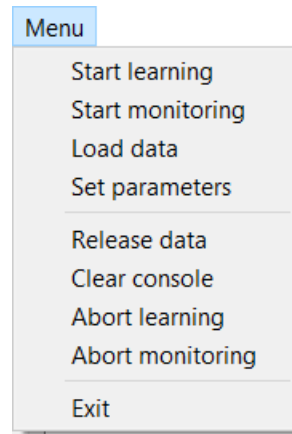 Menu
Start learning
Start monitoring
Load data
Set parameters
Release data
Clear console
Abort learning
Abort monitoring
Exit